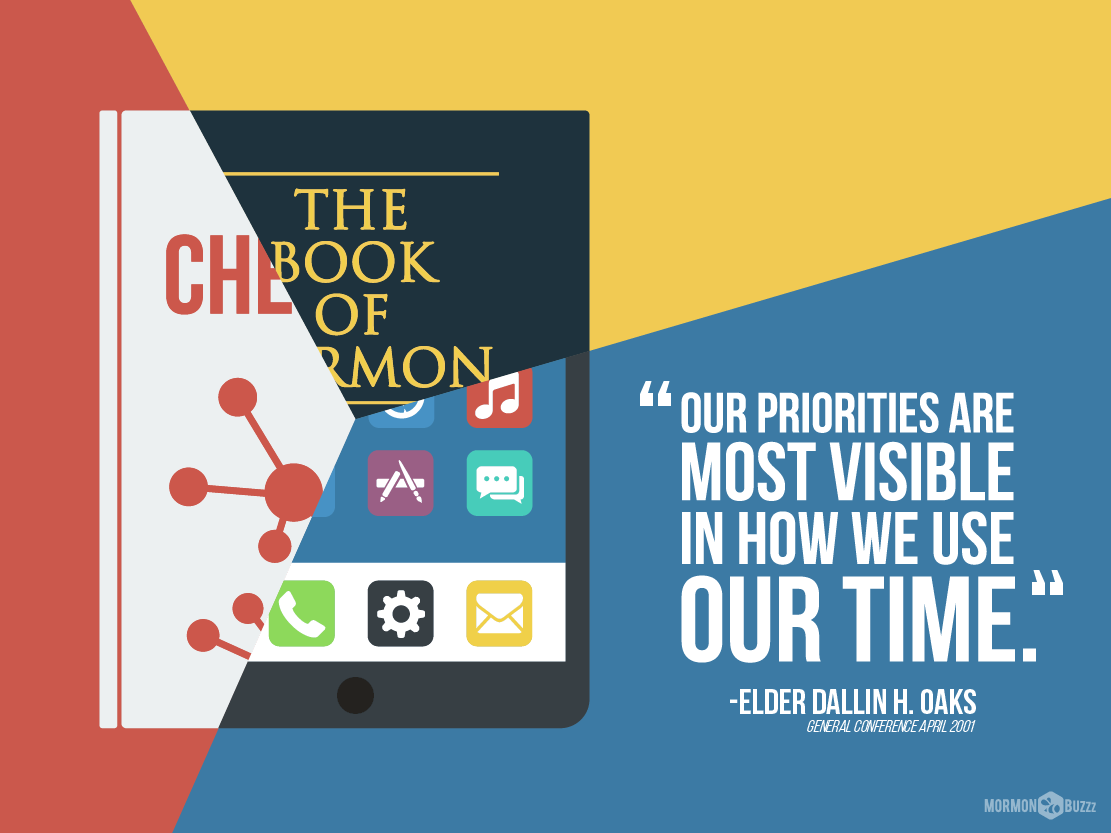 THE
BOOK
OF
RMON
CHE
“OUR PRIORITIES ARE
MOST VISIBLE
IN HOW WE USE
OUR TIME.“
-ELDER DALLIN H. OAKS
GENERAL CONFERENCE APRIL 2001
MORMON BUZZZ